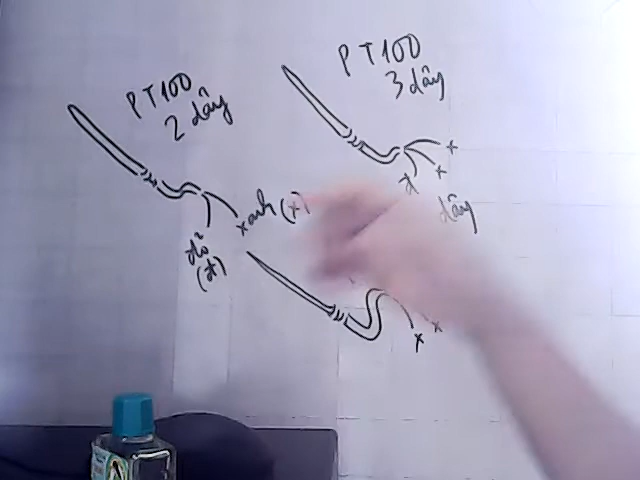 PT100
2 dây
xanh (x)
đỏ
(đ)
PT100
3 dây
x
x
đ
dây
x
x